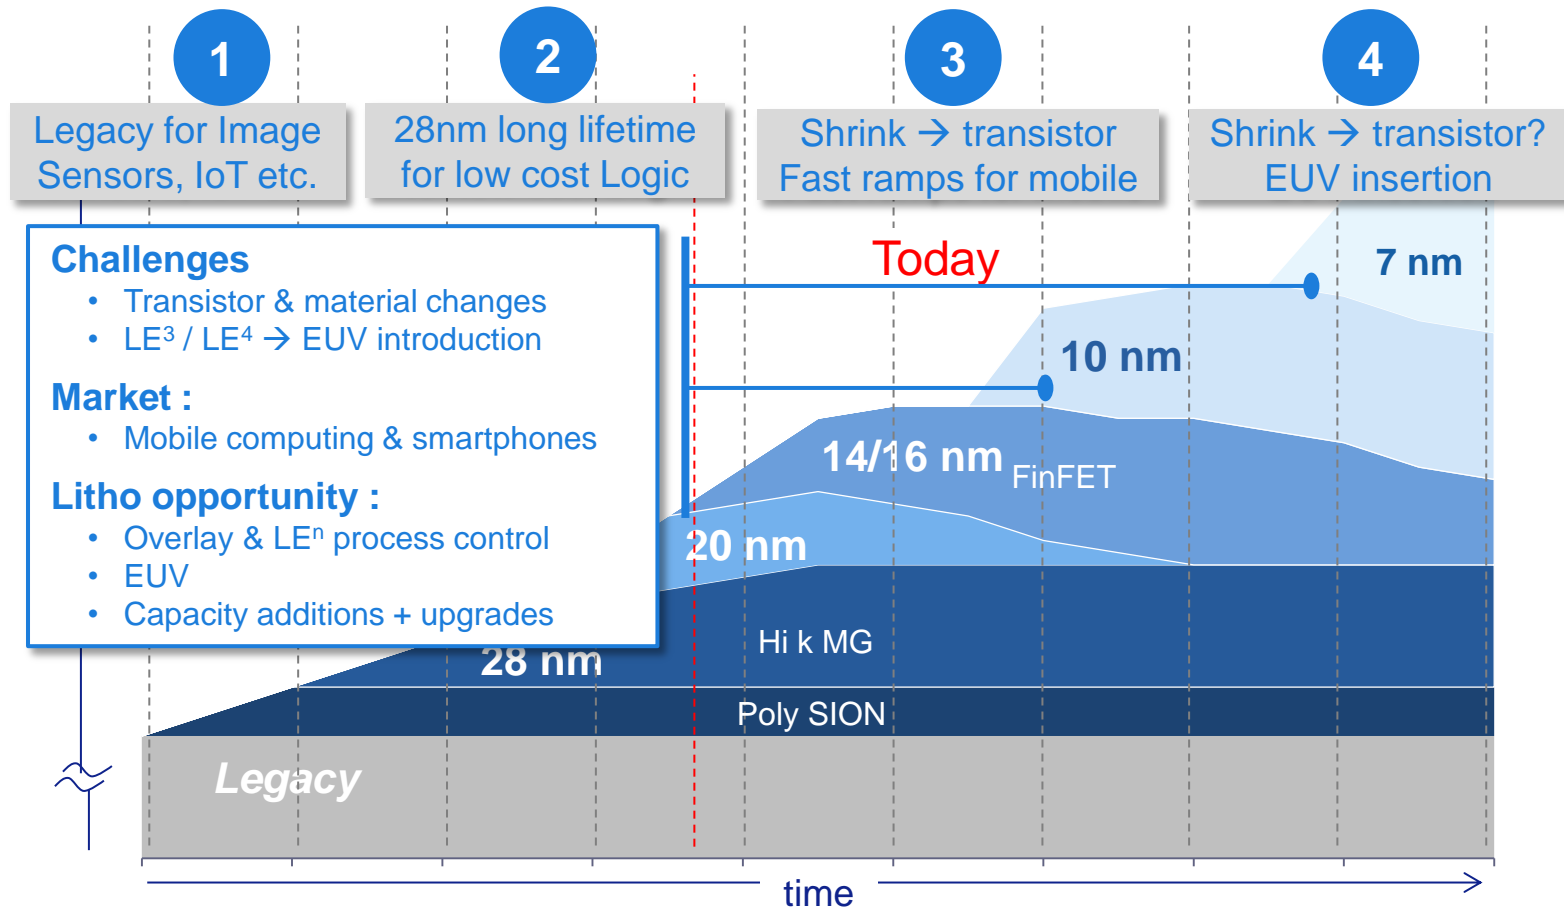 1
2
3
4
Legacy for Image
Sensors, IoT etc.
28nm long lifetime
for low cost Logic
Shrink → transistor
Fast ramps for mobile
Shrink → transistor?
EUV insertion
Challenges
• Transistor & material changes
• LE³ / LE⁴ → EUV introduction
Market :
• Mobile computing & smartphones
Litho opportunity :
• Overlay & LEⁿ process control
• EUV
• Capacity additions + upgrades
Today
7 nm
10 nm
14/16 nm
FinFET
20 nm
28 nm
Hi k MG
Poly SION
Legacy
time